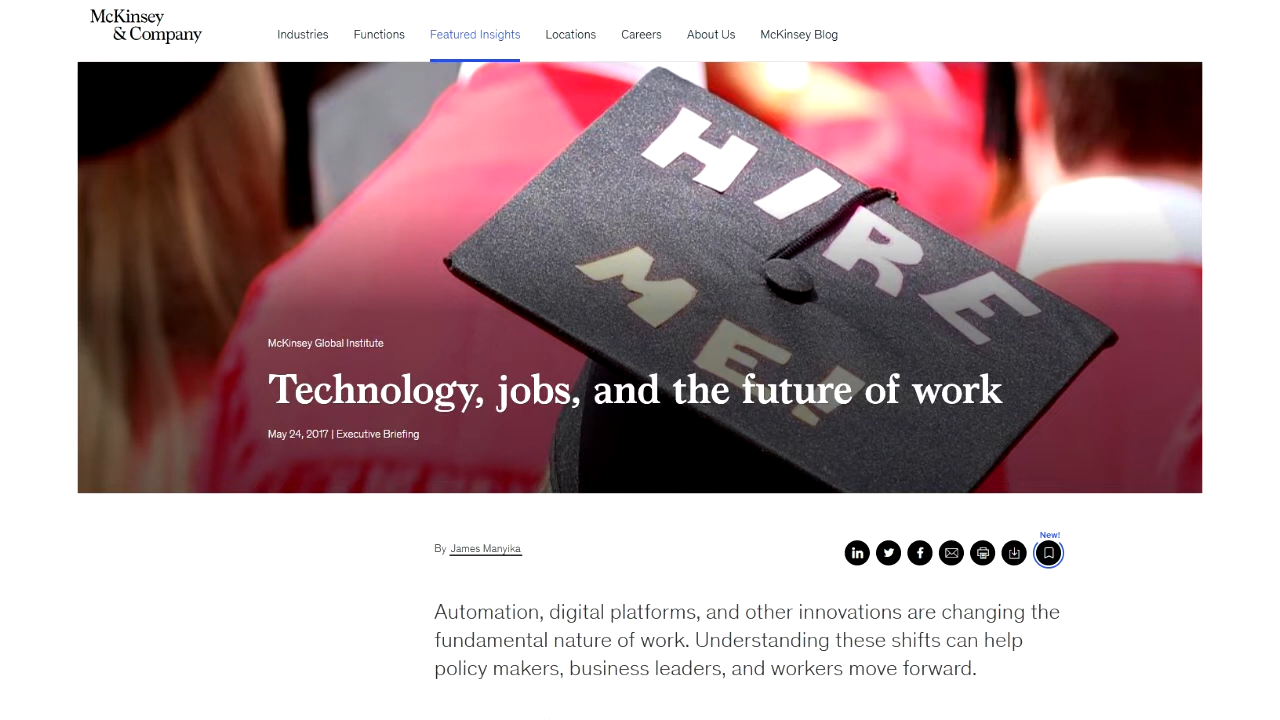 McKinsey
& Company
Industries Functions Featured Insights Locations Careers About Us McKinsey Blog
HIRE
ME!
McKinsey Global Institute
Technology, jobs, and the future of work
May 24, 2017 | Executive Briefing
New!
By James Manyika
in f
Automation, digital platforms, and other innovations are changing the
fundamental nature of work. Understanding these shifts can help
policy makers, business leaders, and workers move forward.